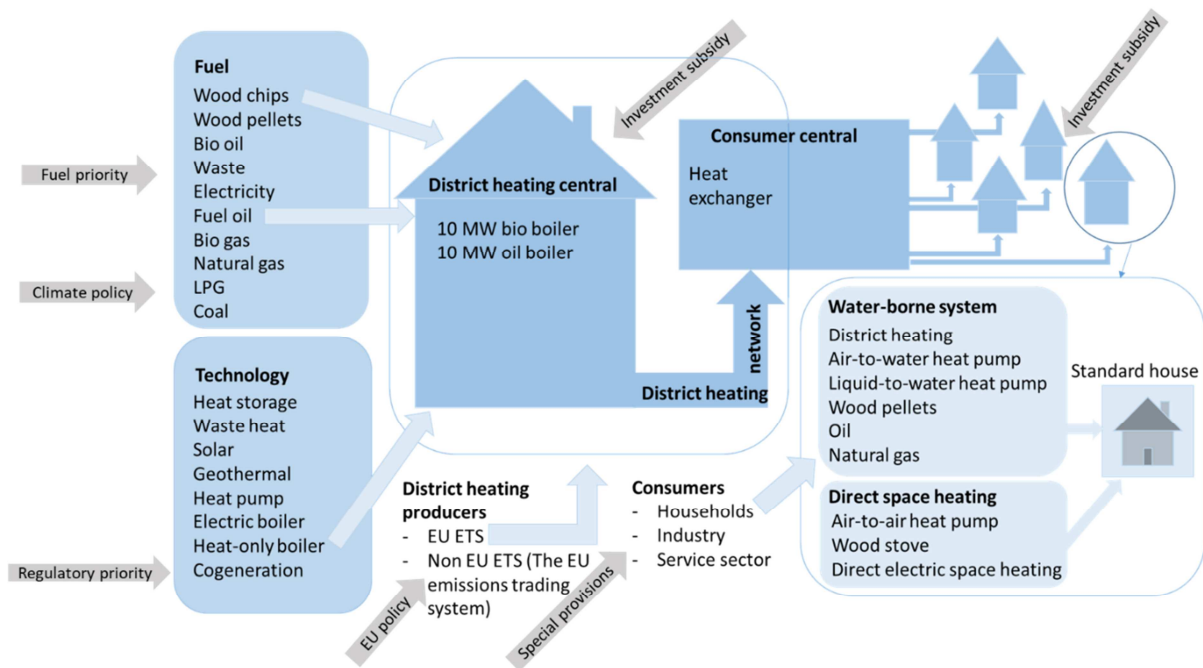 Fuel
Wood chips
Wood pellets
Bio oil
Waste
Electricity
Fuel oil
Bio gas
Natural gas
LPG
Coal
Fuel priority
Climate policy
Technology
Heat storage
Waste heat
Solar
Geothermal
Heat pump
Electric boiler
Heat-only boiler
Cogeneration
Regulatory priority
Investment subsidy
District heating central
10 MW bio boiler
10 MW oil boiler
District heating
network
Consumer central
Heat
exchanger
Investment subsidy
District heating
producers
- EU ETS
- Non EU ETS (The EU
emissions trading
system)
EU policy
Consumers
- Households
- Industry
- Service sector
Special provisions
Water-borne system
District heating
Air-to-water heat pump
Liquid-to-water heat pump
Wood pellets
Oil
Natural gas
Direct space heating
Air-to-air heat pump
Wood stove
Direct electric space heating
Standard house